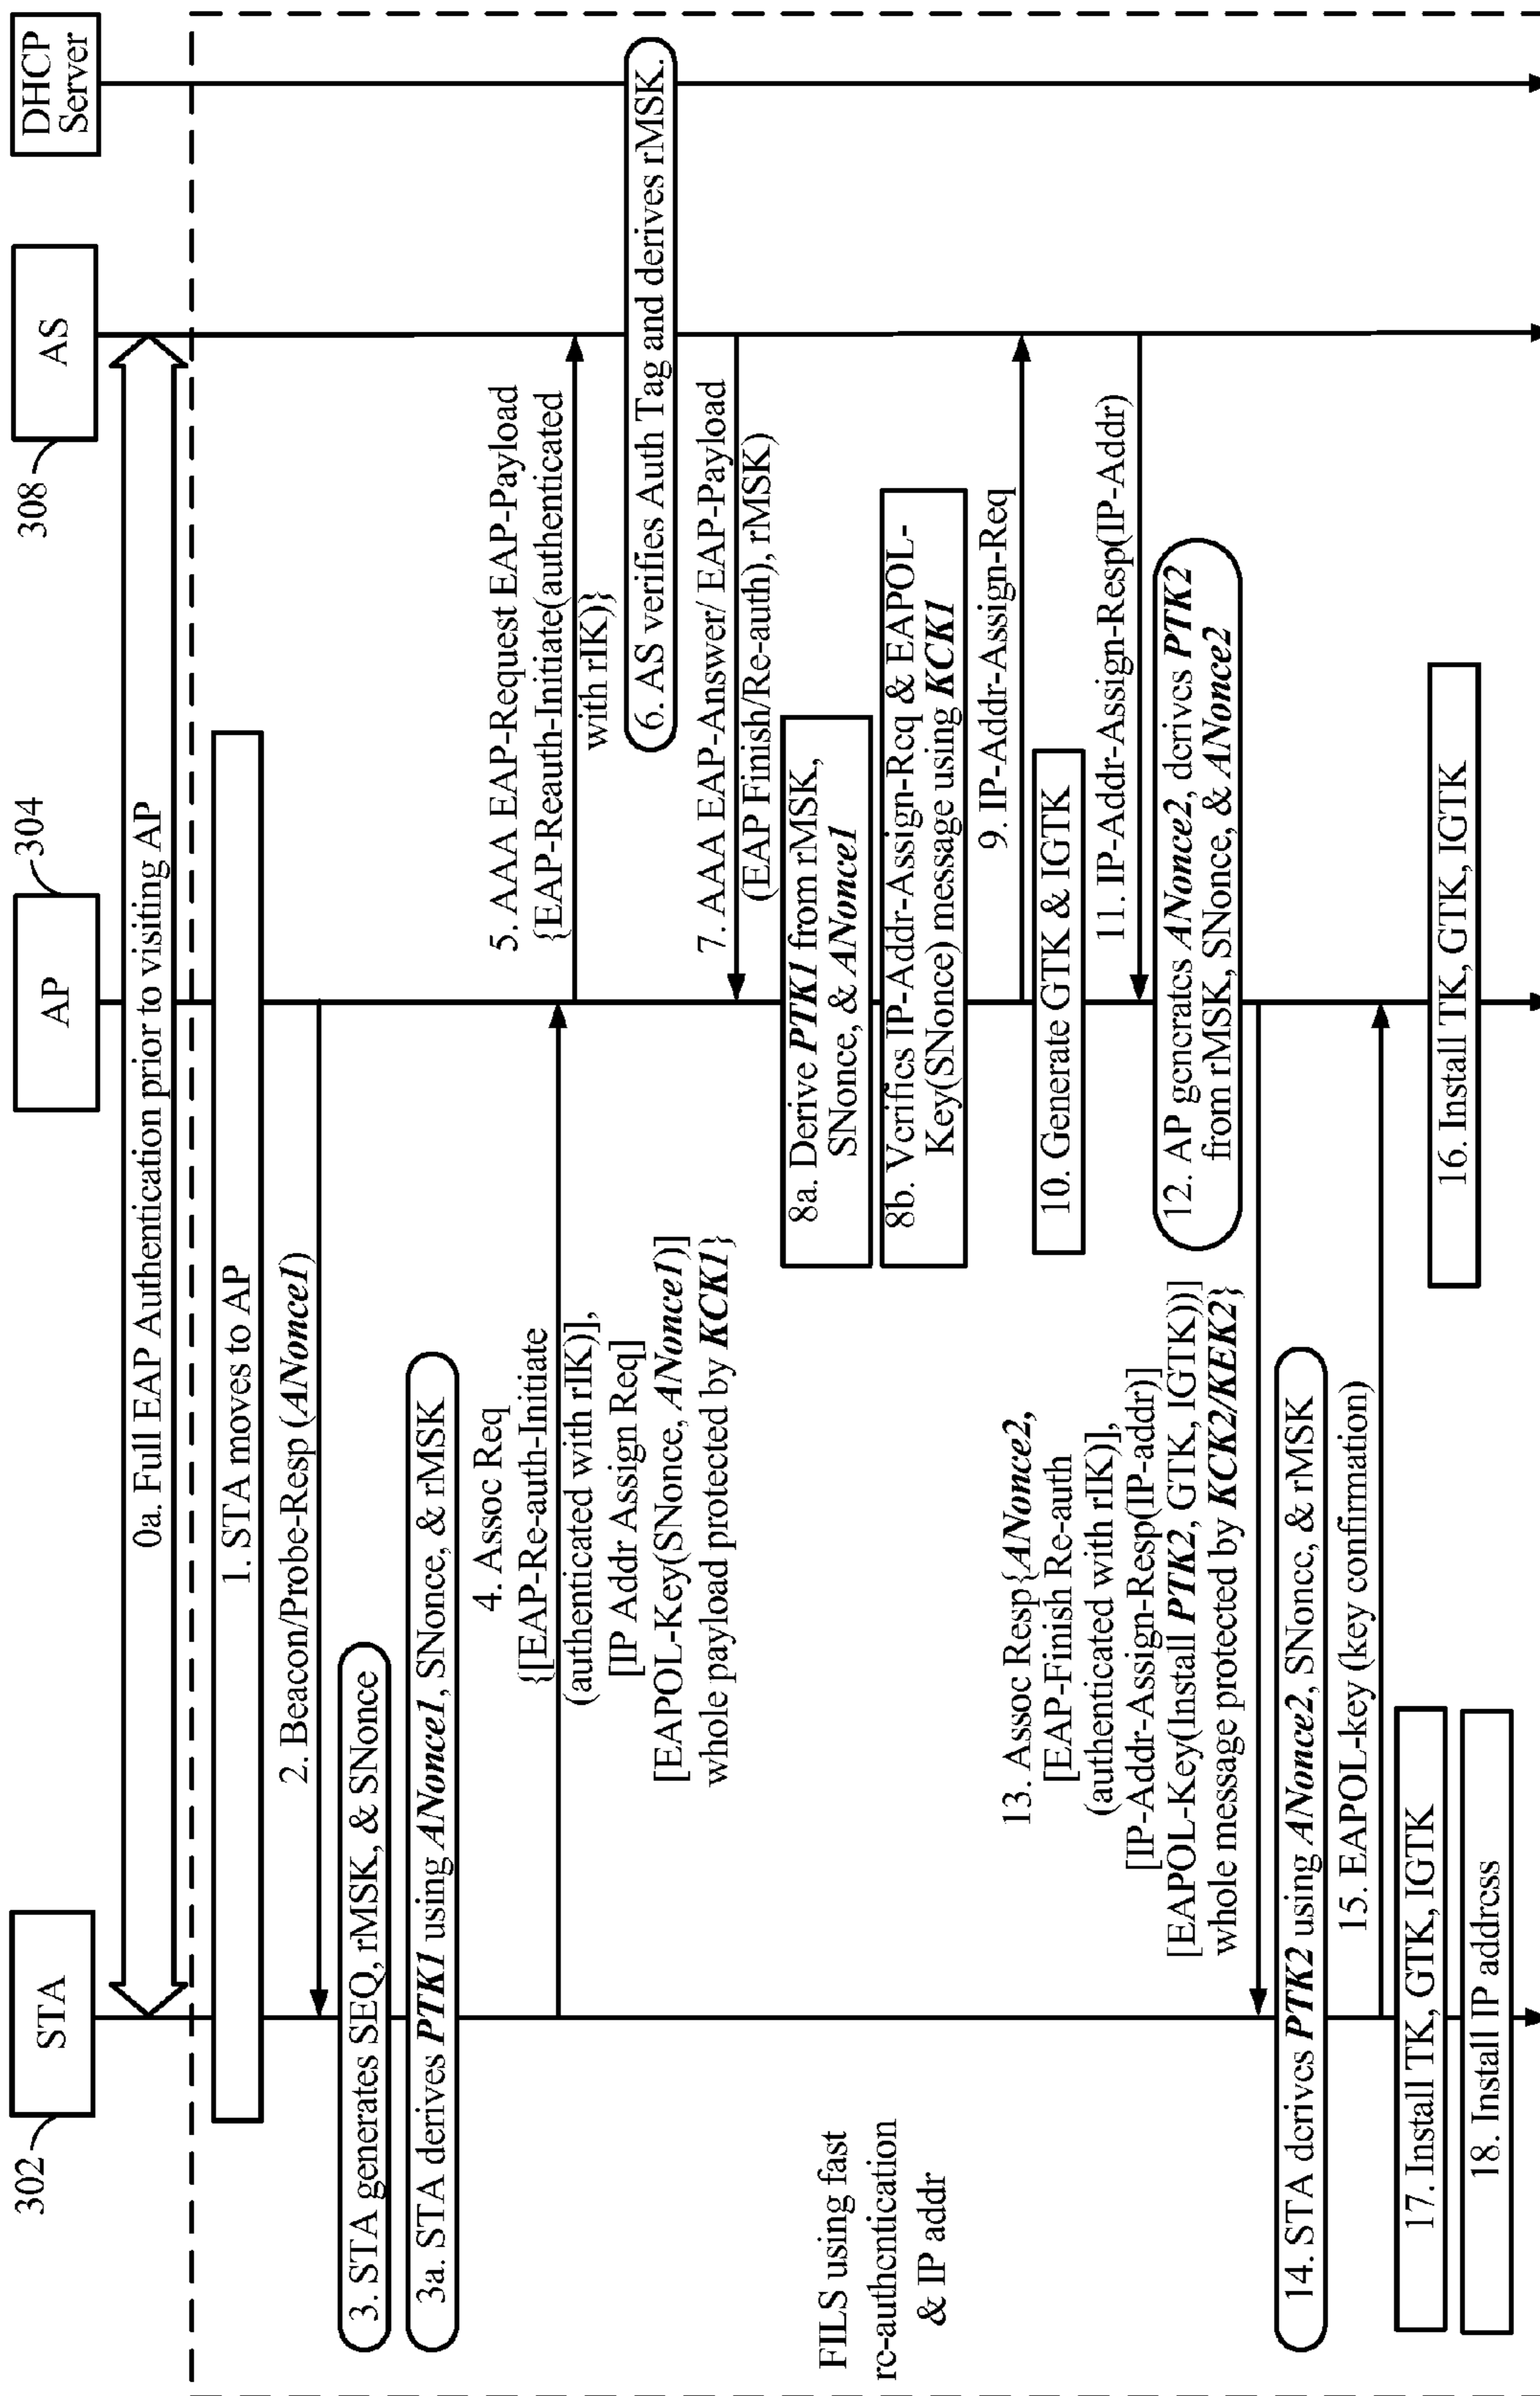 302
STA
304
AP
308
AS
DHCP
Server
0a. Full EAP Authentication prior to visiting AP
1. STA moves to AP
2. Beacon/Probe-Resp (ANonce1)
3. STA generates SEQ, rMSK, & SNonce
3a. STA derives PTK1 using ANonce1, SNonce, & rMSK
4. Assoc Req
{[EAP-Re-auth-Initiate
(authenticated with rIK)],
[IP Addr Assign Req]
[EAPOL-Key(SNonce, ANonce1)]
whole payload protected by KCK1}
5. AAA EAP-Request EAP-Payload
{EAP-Reauth-Initiate(authenticated
with rIK)}
6. AS verifies Auth Tag and derives rMSK.
7. AAA EAP-Answer/ EAP-Payload
(EAP Finish/Re-auth), rMSK)
8a. Derive PTK1 from rMSK,
SNonce, & ANonce1
8b. Verifies IP-Addr-Assign-Req & EAPOL-
Key(SNonce) message using KCK1
9. IP-Addr-Assign-Req
10. Generate GTK & IGTK
11. IP-Addr-Assign-Resp(IP-Addr)
12. AP generates ANonce2, derives PTK2
from rMSK, SNonce, & ANonce2
FILS using fast
re-authentication
& IP addr
13. Assoc Resp{ANonce2,
[EAP-Finish Re-auth
(authenticated with rIK)],
[IP-Addr-Assign-Resp(IP-addr)]
[EAPOL-Key(Install PTK2, GTK, IGTK))]
whole message protected by KCK2/KEK2}
14. STA derives PTK2 using ANonce2, SNonce, & rMSK
15. EAPOL-key (key confirmation)
16. Install TK, GTK, IGTK
17. Install TK, GTK, IGTK
18. Install IP address